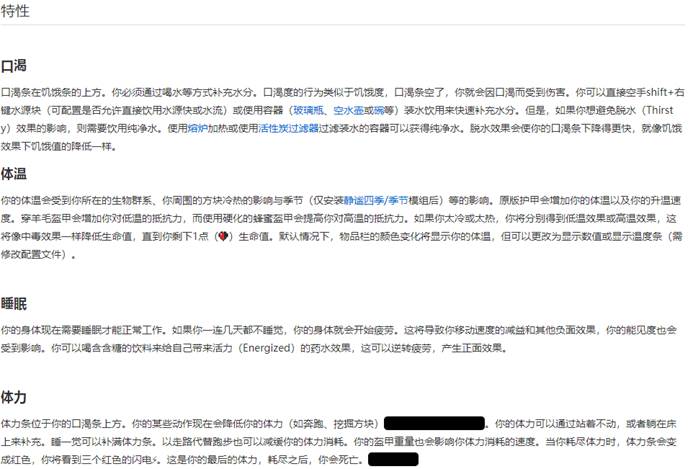 特性
口渴
口渴条在饥饿条的上方。你必须通过喝水等方式补充水分。口渴度的行为类似于饥饿度，口渴条空了，你就会因口渴而受到伤害。你可以直接空手shift+右
键水源块（可配置是否允许直接饮用水源快或水流）或使用容器（玻璃瓶、空水壶或碗等）装水饮用来快速补充水分。但是，如果你想避免脱水（Thirst
y）效果的影响，则需要饮用纯净水。使用熔炉加热或使用活性炭过滤器过滤装水的容器可以获得纯净水。脱水效果会使你的口渴条下降得更快，就像饥饿
效果下饥饿值的降低一样。
体温
你的体温会受到你所在的生物群系、你周围的方块冷热的影响与季节（仅安装静谧四季/季节模组后）等的影响。原版护甲会增加你的体温以及你的升温速
度。穿羊毛盔甲会增加你对低温的抵抗力，而使用硬化的蜂蜜盔甲会提高你对高温的抵抗力。如果你太冷或太热，你将分别得到低温效果或高温效果，这
将像中毒效果一样降低生命值，直到你剩下1点（）生命值。默认情况下，物品栏的颜色变化将显示你的体温，但可以更改为显示数值或显示温度条（需
修改配置文件）。
睡眠
你的身体现在需要睡眠才能正常工作。如果你一连几天都不睡觉，你的身体就会开始疲劳。这将导致你移动速度的减益和其他负面效果，你的能见度也会
受到影响。你可以喝含含糖的饮料来给自己带来活力（Energized）的药水效果，这可以逆转疲劳，产生正面效果。
体力
体力条位于你的口渴条上方。你的某些动作现在会降低你的体力（如奔跑、挖掘方块）。你的体力可以通过站着不动，或者躺在床
上来补充。睡一觉可以补满体力条。以走路代替跑步也可以减缓你的体力消耗。你的盔甲重量也会影响你体力消耗的速度。当你耗尽体力时，体力条会变
成红色，你将看到三个红色的闪电⚡。这是你的最后的体力，耗尽之后，你会死亡。